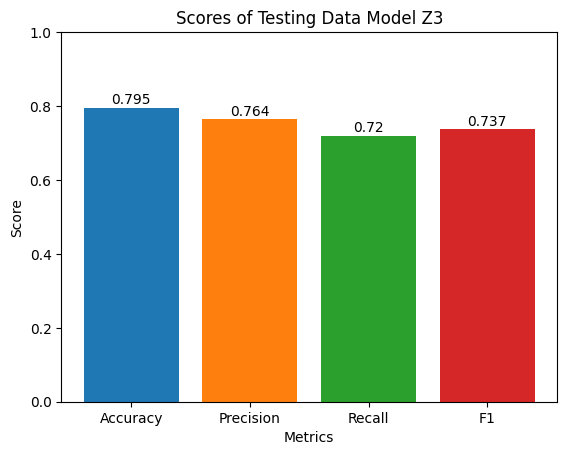 Scores of Testing Data Model Z3
1.0
0.8
0.6
0.4
0.2
0.0
Score
0.795
0.764
0.72
0.737
Accuracy
Precision
Recall
F1
Metrics